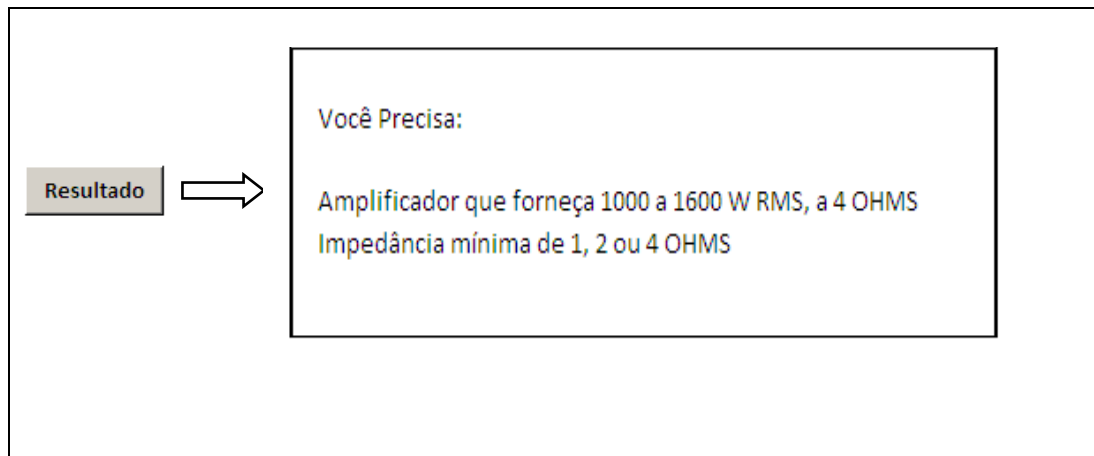 Você Precisa:
Resultado
Amplificador que forneça 1000 a 1600 W RMS, a 4 OHMS
Impedância mínima de 1, 2 ou 4 OHMS